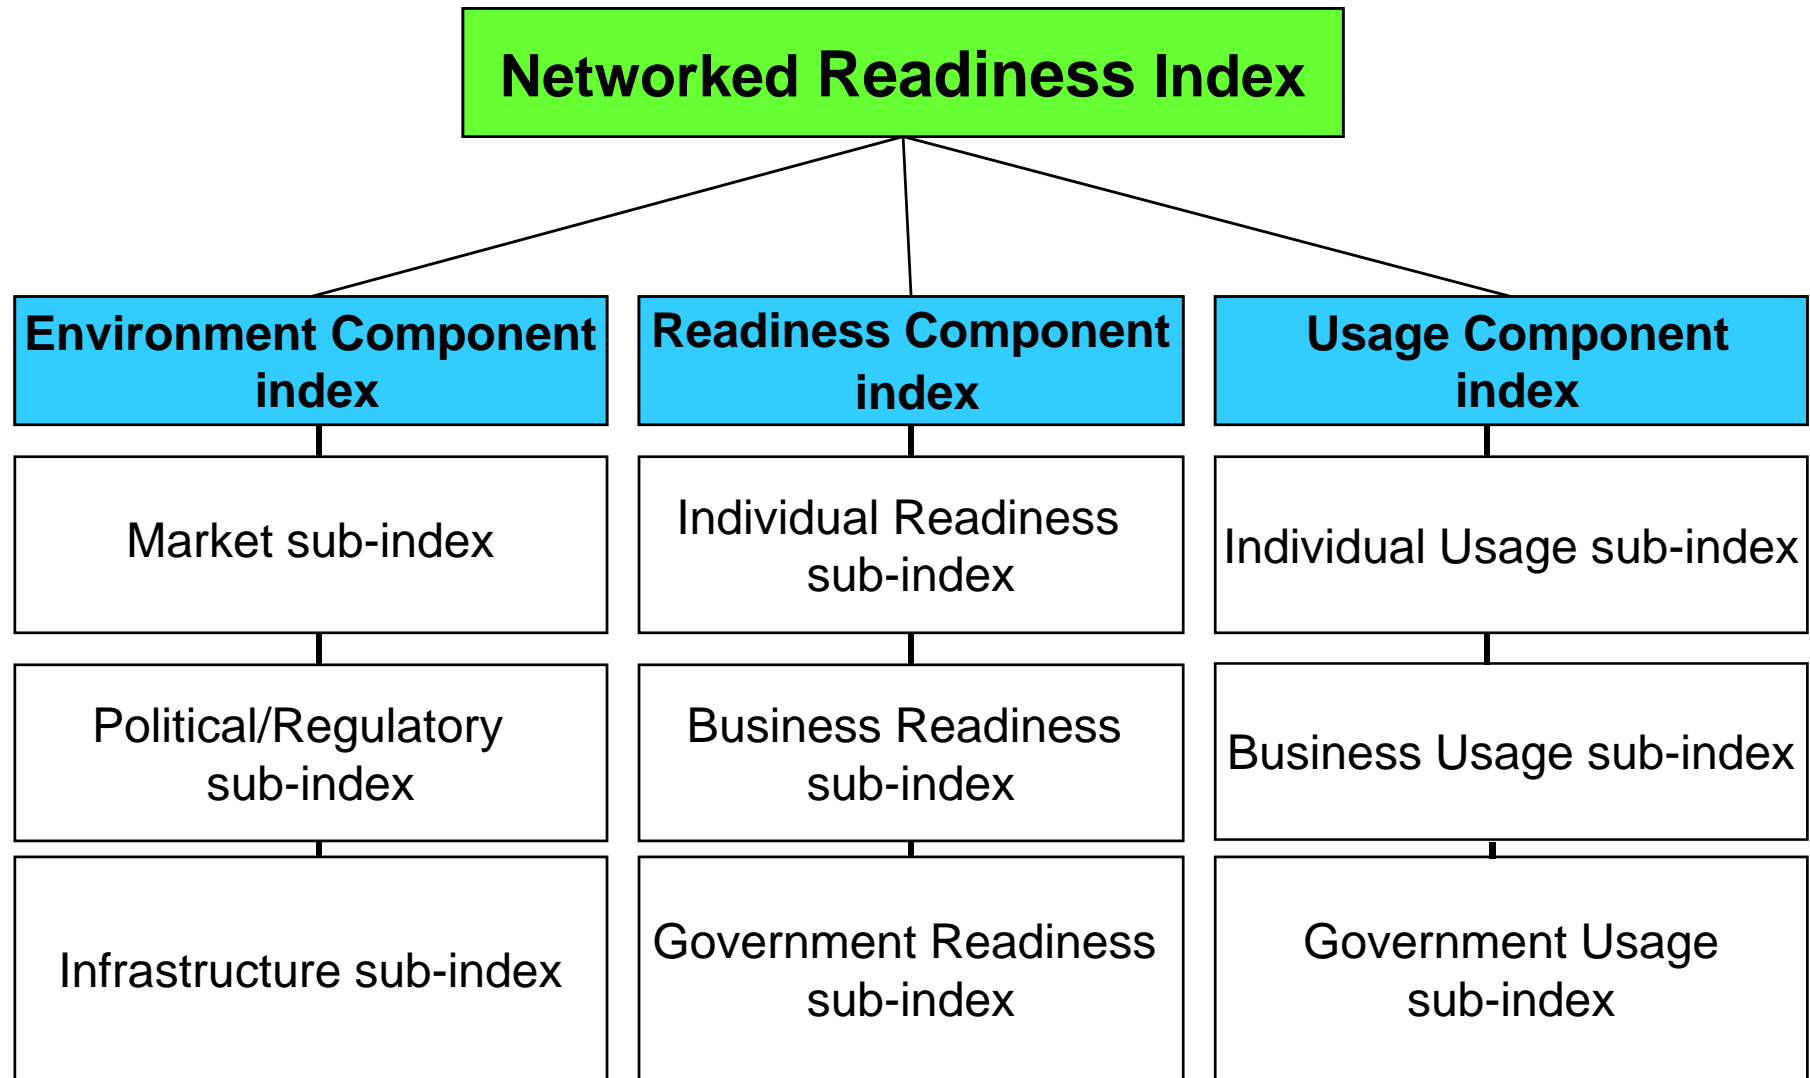 Networked Readiness Index
Environment Component
index
Readiness Component
index
Usage Component
index
Market sub-index
Individual Readiness
sub-index
Individual Usage sub-index
Political/Regulatory
sub-index
Business Readiness
sub-index
Business Usage sub-index
Infrastructure sub-index
Government Readiness
sub-index
Government Usage
sub-index